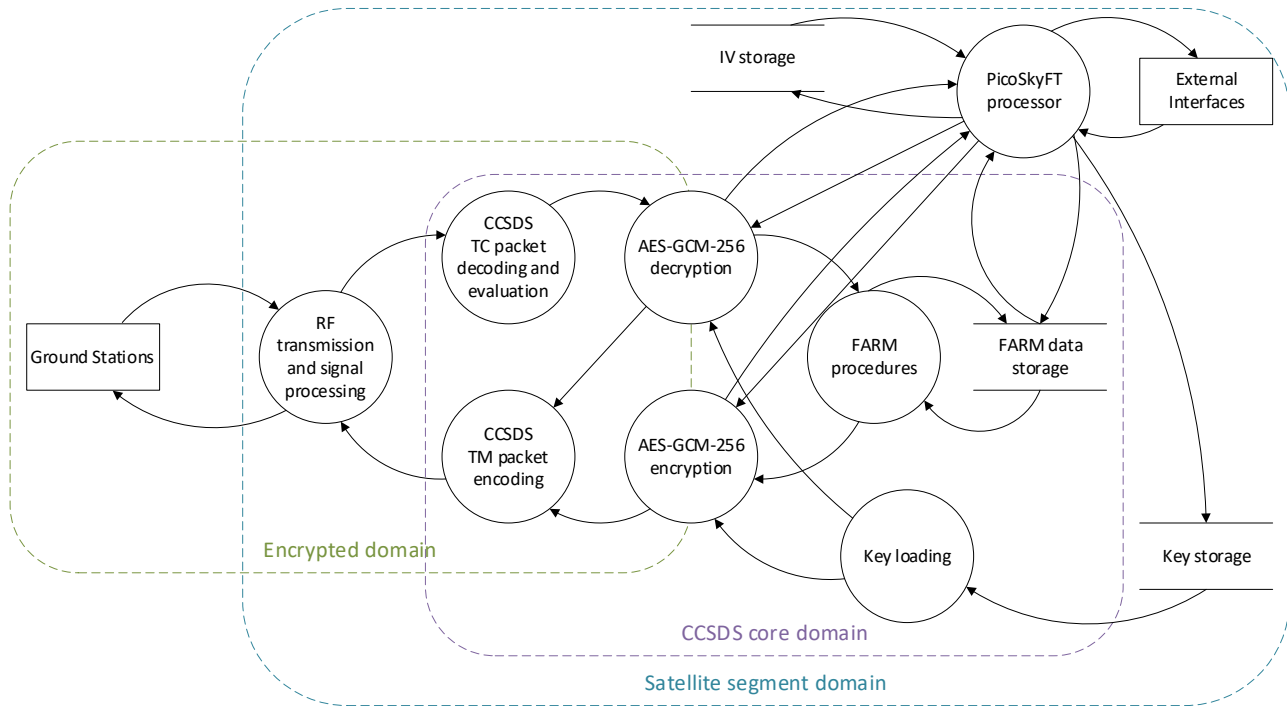 IV storage
PicoSkyFT
processor
External
Interfaces
CCSDS
TC packet
decoding and
evaluation
AES-GCM-256
decryption
RF
transmission
and signal
processing
Ground Stations
FARM
procedures
FARM data
storage
CCSDS
TM packet
encoding
AES-GCM-256
encryption
Encrypted domain
Key loading
Key storage
CCSDS core domain
Satellite segment domain